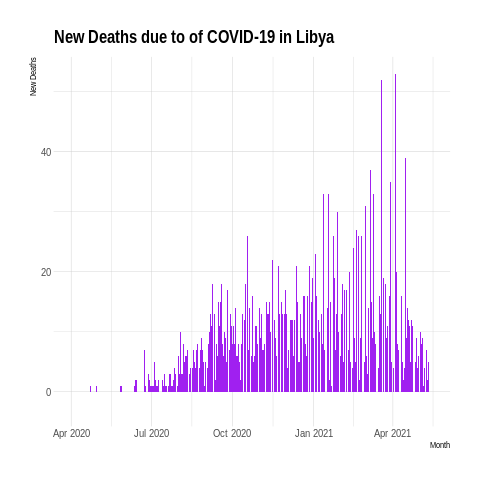 New Deaths due to of COVID-19 in Libya
New Deaths
40
20
0
Apr 2020
Jul 2020
Oct 2020
Jan 2021
Apr 2021
Month